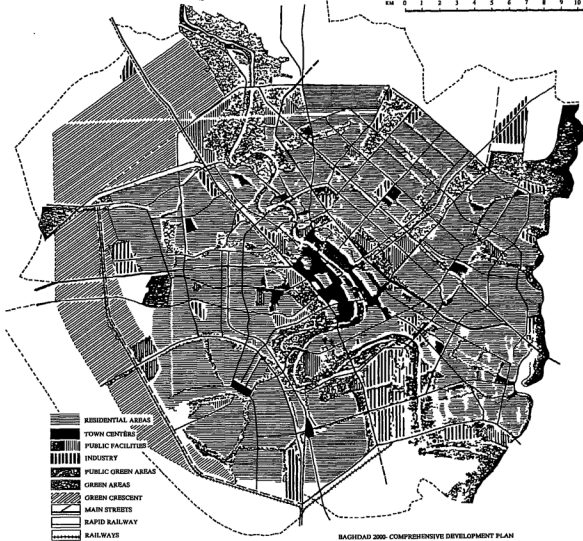 KM 0 1 2 3 4 5 6 7 8 9 10
RESIDENTIAL AREAS
TOWN CENTERS
PUBLIC FACILITIES
INDUSTRY
PUBLIC GREEN AREAS
GREEN AREAS
GREEN CRESCENT
MAIN STREETS
RAPID RAILWAY
RAILWAYS
BAGHDAD 2000- COMPREHENSIVE DEVELOPMENT PLAN